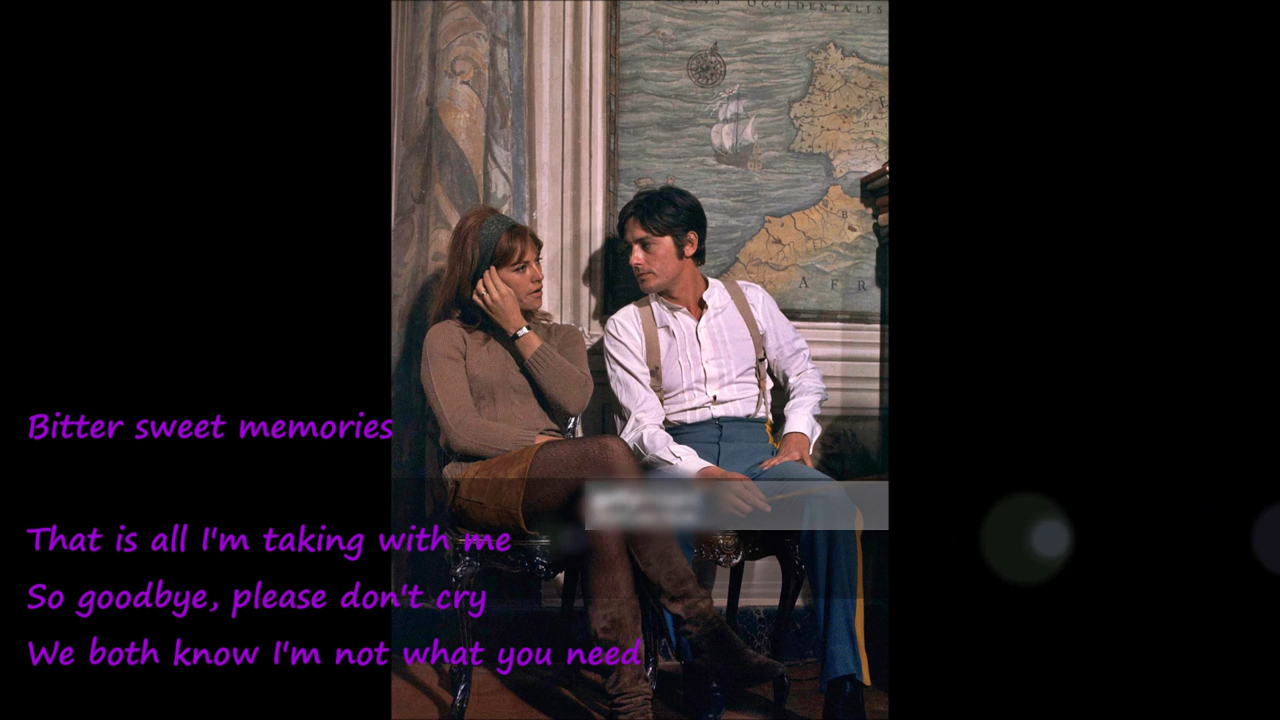 OCCIDENTALIS
B
A F R
Bitter sweet memories
That is all I'm taking with me
So goodbye, please don't cry
We both know I'm not what you need